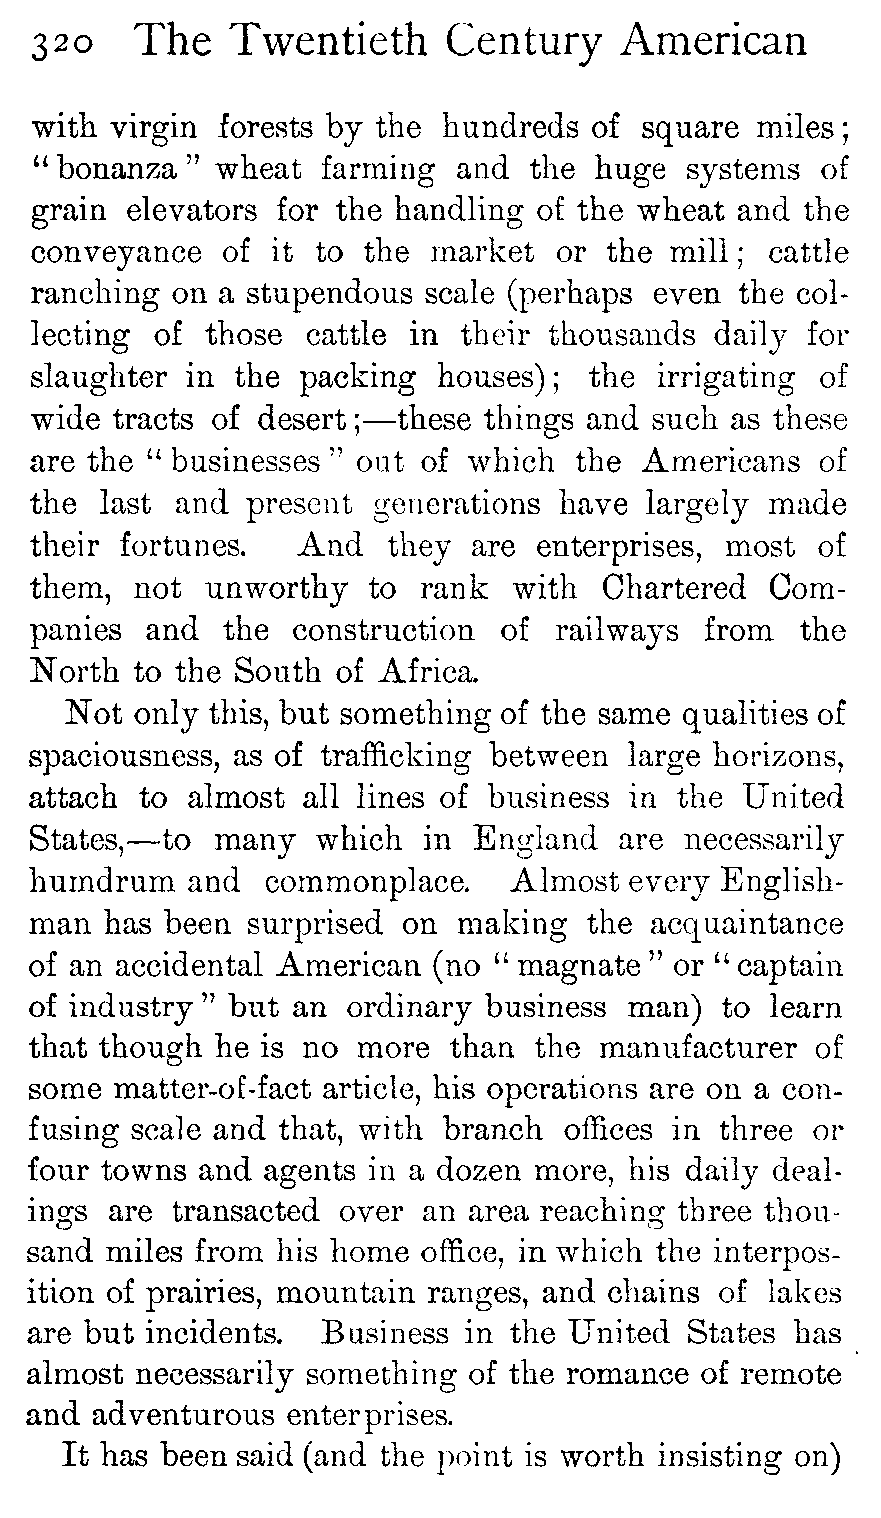 320 The Twentieth Century American
with virgin forests by the hundreds of square miles;
"bonanza" wheat farming and the huge systems of
grain elevators for the handling of the wheat and the
conveyance of it to the market or the mill; cattle
ranching on a stupendous scale (perhaps even the col-
lecting of those cattle in their thousands daily for
slaughter in the packing houses); the irrigating of
wide tracts of desert;—these things and such as these
are the "businesses" out of which the Americans of
the last and present generations have largely made
their fortunes. And they are enterprises, most of
them, not unworthy to rank with Chartered Com-
panies and the construction of railways from the
North to the South of Africa.
Not only this, but something of the same qualities of
spaciousness, as of trafficking between large horizons,
attach to almost all lines of business in the United
States,—to many which in England are necessarily
humdrum and commonplace. Almost every English-
man has been surprised on making the acquaintance
of an accidental American (no "magnate" or "captain
of industry" but an ordinary business man) to learn
that though he is no more than the manufacturer of
some matter-of-fact article, his operations are on a con-
fusing scale and that, with branch offices in three or
four towns and agents in a dozen more, his daily deal-
ings are transacted over an area reaching three thou-
sand miles from his home office, in which the interpos-
ition of prairies, mountain ranges, and chains of lakes
are but incidents. Business in the United States has
almost necessarily something of the romance of remote
and adventurous enterprises.
It has been said (and the point is worth insisting on)